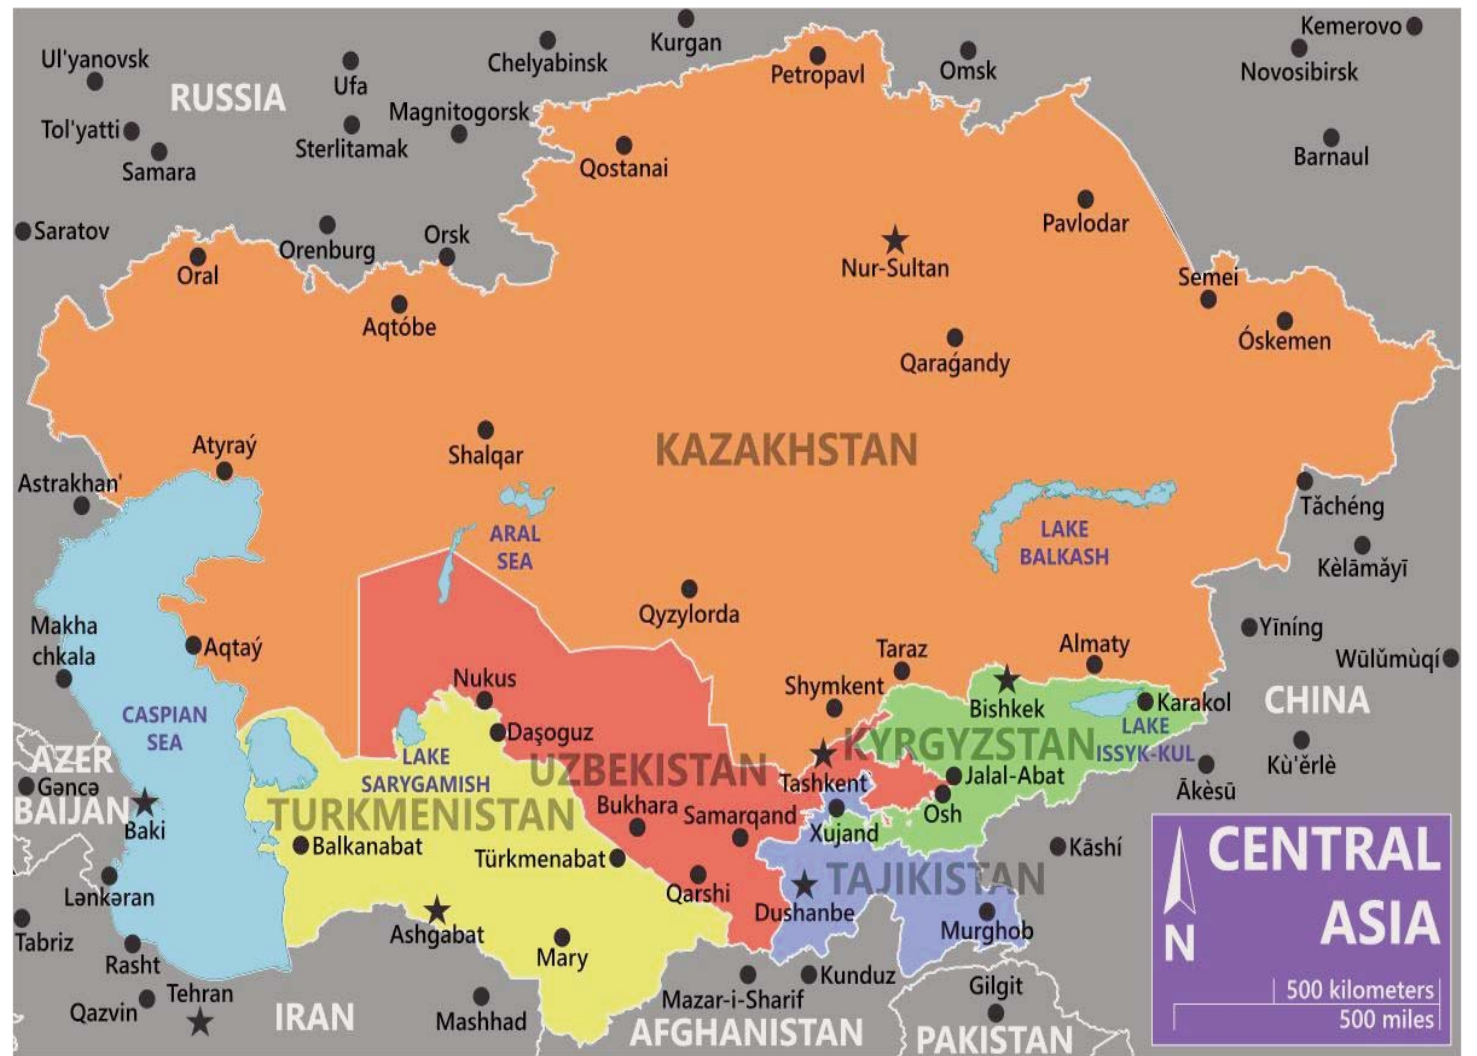 Kemerovo
Kurgan
Chelyabinsk
Ul'yanovsk
Ufa
Petropavl
Omsk
Novosibirsk
RUSSIA
Magnitogorsk
Tol'yatti
Sterlitamak
Samara
Qostanai
Barnaul
Saratov
Orenburg
Orsk
Pavlodar
Oral
Nur-Sultan
Semei
Aqtóbe
Óskemen
Qaraǵandy
Atyraý
Shalqar
KAZAKHSTAN
Astrakhan'
Tǎchéng
ARAL
SEA
LAKE
BALKASH
Kèlāmǎyī
Qyzylorda
Makha
chkala
Aqtaý
Taraz
Almaty
Yīníng
Wūlǔmùqí
Nukus
Shymkent
Bishkek
Karakol
CHINA
CASPIAN
SEA
Daşoguz
LAKE
SARYGAMISH
UZBEKISTAN
KYRGYZSTAN
LAKE
ISSYK-KUL
AZER
BAIJAN
Gəncə
Baki
Tashkent
Jalal-Abat
Kù'ěrlè
Ākèsū
TURKMENISTAN
Bukhara
Samarqand
Xujand
Osh
Balkanabat
Türkmenabat
Kāshí
Lənkəran
Qarshi
TAJIKISTAN
Dushanbe
Tabriz
Ashgabat
Mary
Murghob
Rasht
Qazvin
Tehran
IRAN
Mashhad
Mazar-i-Sharif
Kunduz
Gilgit
AFGHANISTAN
PAKISTAN
CENTRAL
ASIA
N
500 kilometers
500 miles